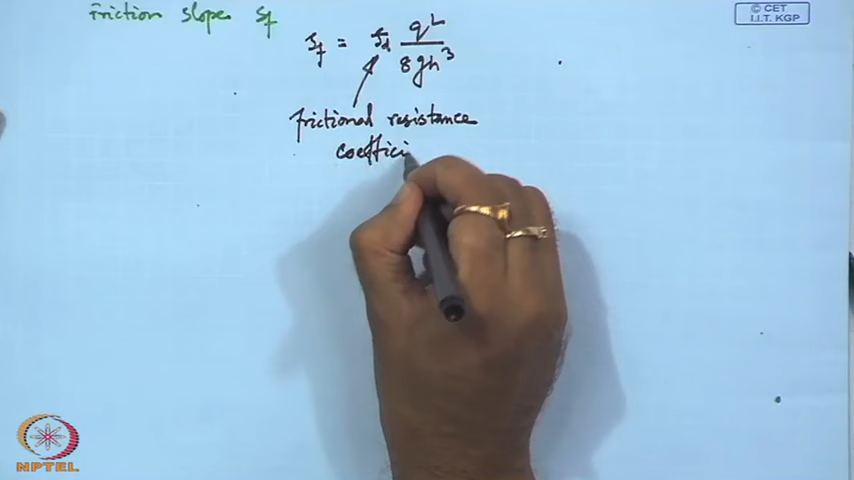 Friction slope Sf
Sf = fd q²
8gh³
frictional resistance
coeffici
© CET
I.I.T. KGP
NPTEL